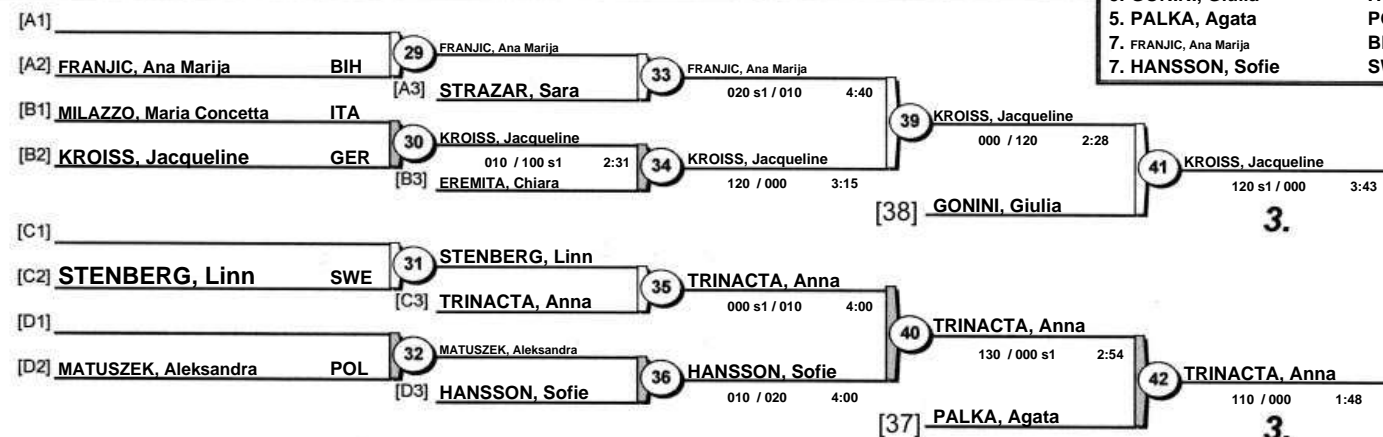 5. PALKA, Agata
7. FRANJIC, Ana Marija
7. HANSSON, Sofie
[A1]
[A2] FRANJIC, Ana Marija BIH
29
FRANJIC, Ana Marija
[A3] STRAZAR, Sara
33
FRANJIC, Ana Marija
020 s1 / 010 4:40
[B1] MILAZZO, Maria Concetta ITA
[B2] KROISS, Jacqueline GER
30
KROISS, Jacqueline
010 / 100 s1 2:31
[B3] EREMITA, Chiara
34
KROISS, Jacqueline
120 / 000 3:15
39
KROISS, Jacqueline
000 / 120 2:28
[38] GONINI, Giulia
41
KROISS, Jacqueline
120 s1 / 000 3:43
3.
[C1]
[C2] STENBERG, Linn SWE
31
STENBERG, Linn
[C3] TRINACTA, Anna
35
TRINACTA, Anna
000 s1 / 010 4:00
[D1]
[D2] MATUSZEK, Aleksandra POL
32
MATUSZEK, Aleksandra
[D3] HANSSON, Sofie
36
HANSSON, Sofie
010 / 020 4:00
40
TRINACTA, Anna
130 / 000 s1 2:54
[37] PALKA, Agata
42
TRINACTA, Anna
110 / 000 1:48
3.